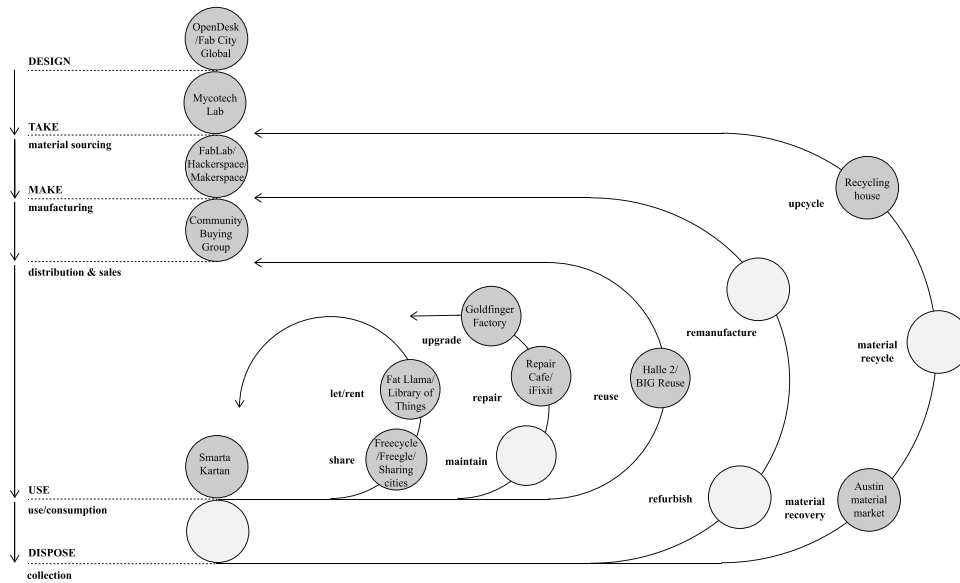 OpenDesk
/Fab City
Global
DESIGN
Mycotech
Lab
TAKE
material sourcing
FabLab/
Hackerspace/
Makerspace
MAKE
maufacturing
Community
Buying
Group
distribution & sales
Recycling
house
upcycle
remanufacture
material
recycle
Goldfinger
Factory
upgrade
Repair
Cafe/
iFixit
repair
Halle 2/
BIG Reuse
reuse
Fat Llama/
Library of
Things
let/rent
Freecycle
/Freegle/
Sharing
cities
share
maintain
Smarta
Kartan
USE
use/consumption
refurbish
material
recovery
Austin
material
market
DISPOSE
collection